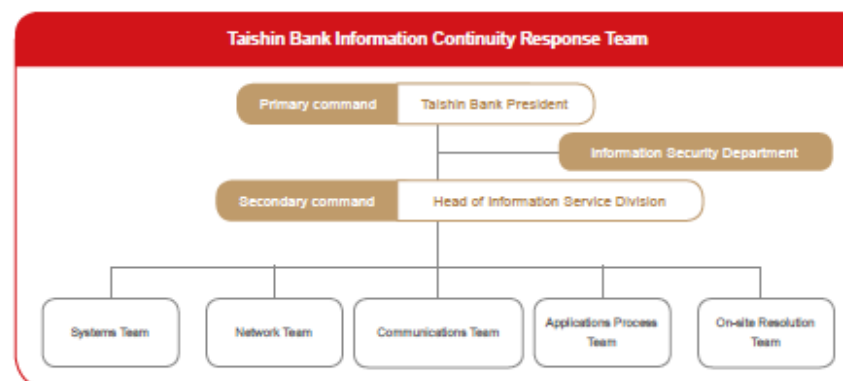 Taishin Bank Information Continuity Response Team
Primary command
Taishin Bank President
Information Security Department
Secondary command
Head of Information Service Division
Systems Team
Network Team
Communications Team
Applications Process
Team
On-site Resolution
Team